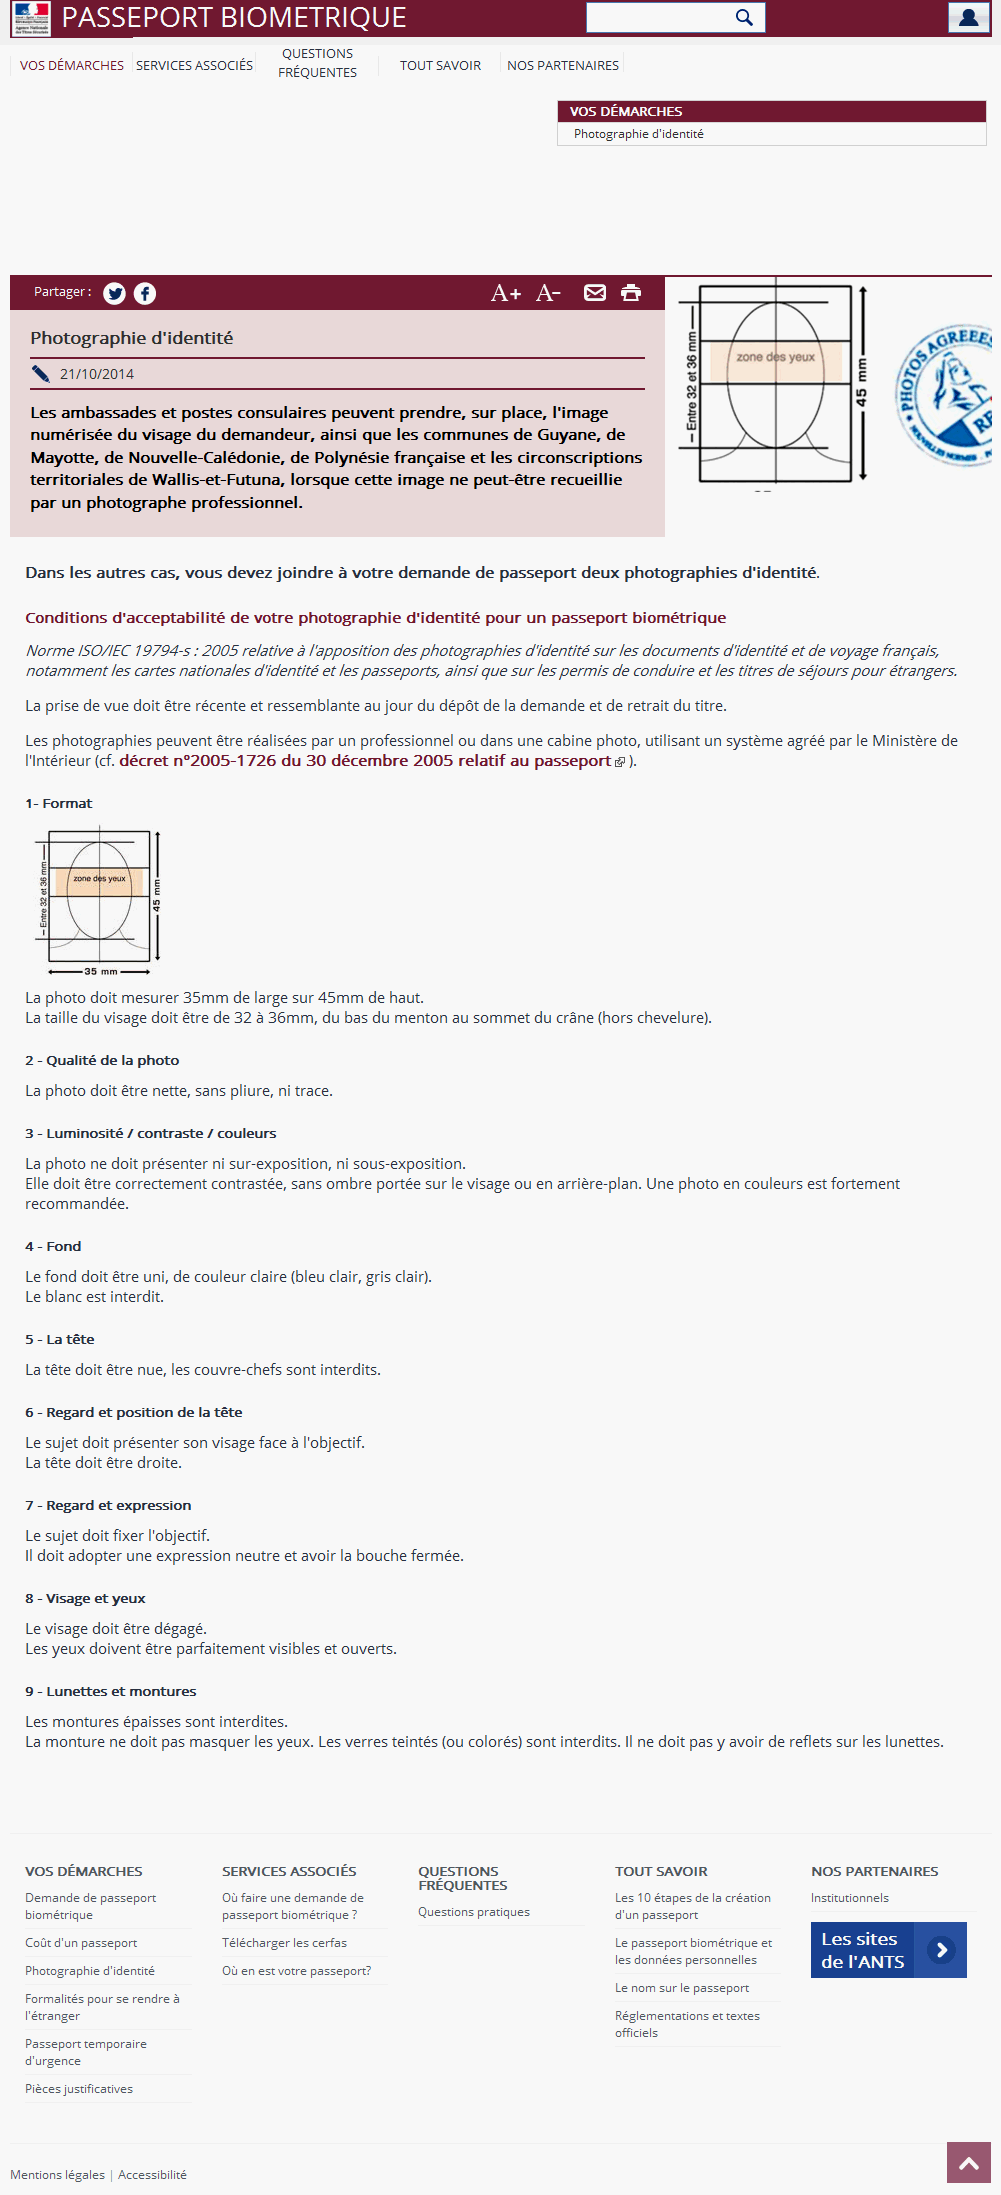 PASSEPORT BIOMETRIQUE
VOS DÉMARCHES
SERVICES ASSOCIÉS
QUESTIONS
FRÉQUENTES
TOUT SAVOIR
NOS PARTENAIRES
VOS DÉMARCHES
Photographie d'identité
Partager :
A+ A-
Photographie d'identité
21/10/2014
Les ambassades et postes consulaires peuvent prendre, sur place, l'image
numérisée du visage du demandeur, ainsi que les communes de Guyane, de
Mayotte, de Nouvelle-Calédonie, de Polynésie française et les circonscriptions
territoriales de Wallis-et-Futuna, lorsque cette image ne peut-être recueillie
par un photographe professionnel.
Entre 32 et 36 mm
zone des yeux
45 mm
PHOTOS AGREEES
Dans les autres cas, vous devez joindre à votre demande de passeport deux photographies d'identité.
Conditions d'acceptabilité de votre photographie d'identité pour un passeport biométrique
Norme ISO/IEC 19794-s : 2005 relative à l'apposition des photographies d'identité sur les documents d'identité et de voyage français,
notamment les cartes nationales d'identité et les passeports, ainsi que sur les permis de conduire et les titres de séjours pour étrangers.
La prise de vue doit être récente et ressemblante au jour du dépôt de la demande et de retrait du titre.
Les photographies peuvent être réalisées par un professionnel ou dans une cabine photo, utilisant un système agréé par le Ministère de
l'Intérieur (cf. décret n°2005-1726 du 30 décembre 2005 relatif au passeport ).
1- Format
Entre 32 et 36 mm
zone des yeux
45 mm
35 mm
La photo doit mesurer 35mm de large sur 45mm de haut.
La taille du visage doit être de 32 à 36mm, du bas du menton au sommet du crâne (hors chevelure).
2 - Qualité de la photo
La photo doit être nette, sans pliure, ni trace.
3 - Luminosité / contraste / couleurs
La photo ne doit présenter ni sur-exposition, ni sous-exposition.
Elle doit être correctement contrastée, sans ombre portée sur le visage ou en arrière-plan. Une photo en couleurs est fortement
recommandée.
4 - Fond
Le fond doit être uni, de couleur claire (bleu clair, gris clair).
Le blanc est interdit.
5 - La tête
La tête doit être nue, les couvre-chefs sont interdits.
6 - Regard et position de la tête
Le sujet doit présenter son visage face à l'objectif.
La tête doit être droite.
7 - Regard et expression
Le sujet doit fixer l'objectif.
Il doit adopter une expression neutre et avoir la bouche fermée.
8 - Visage et yeux
Le visage doit être dégagé.
Les yeux doivent être parfaitement visibles et ouverts.
9 - Lunettes et montures
Les montures épaisses sont interdites.
La monture ne doit pas masquer les yeux. Les verres teintés (ou colorés) sont interdits. Il ne doit pas y avoir de reflets sur les lunettes.
VOS DÉMARCHES
Demande de passeport
biométrique
Coût d'un passeport
Photographie d'identité
Formalités pour se rendre à
l'étranger
Passeport temporaire
d'urgence
Pièces justificatives
SERVICES ASSOCIÉS
Où faire une demande de
passeport biométrique ?
Télécharger les cerfas
Où en est votre passeport?
QUESTIONS
FRÉQUENTES
Questions pratiques
TOUT SAVOIR
Les 10 étapes de la création
d'un passeport
Le passeport biométrique et
les données personnelles
Le nom sur le passeport
Réglementations et textes
officiels
NOS PARTENAIRES
Institutionnels
Les sites
de l'ANTS
Mentions légales | Accessibilité